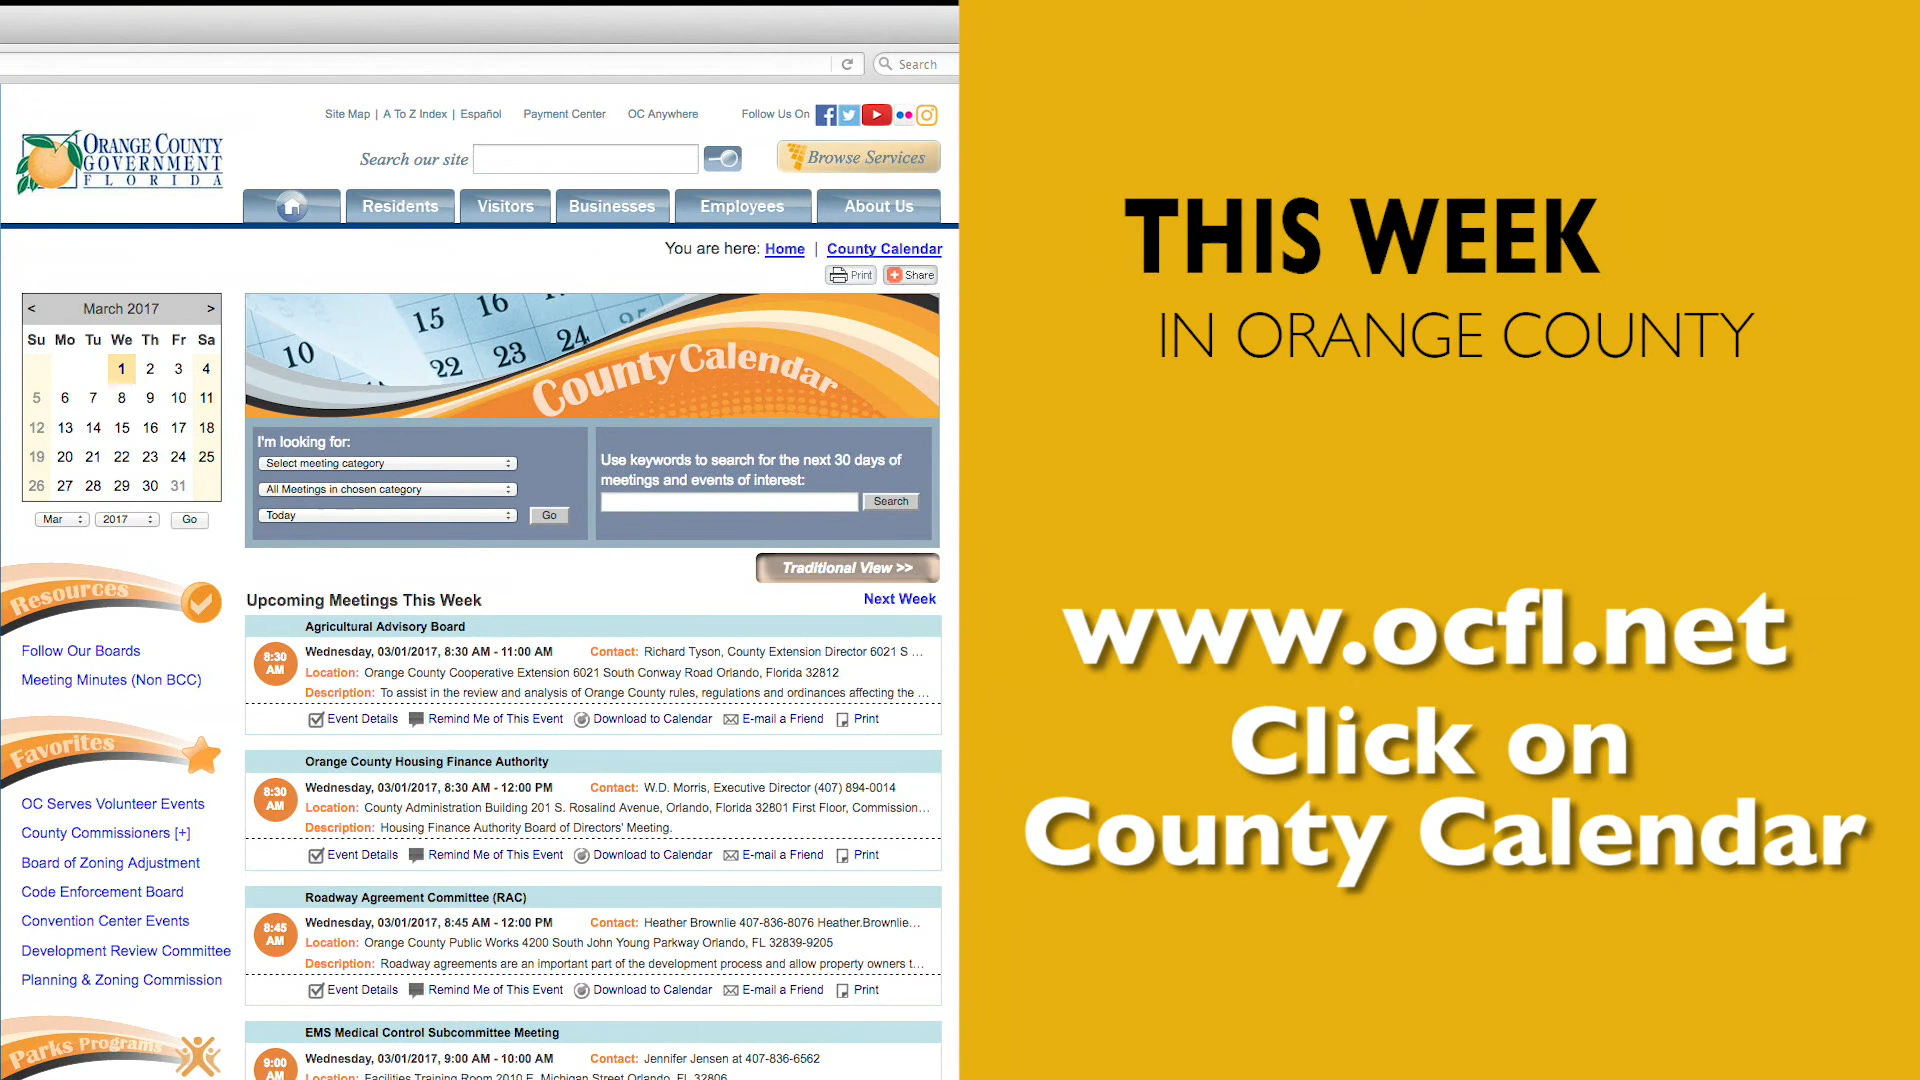 Search
Site Map | A To Z Index | Español Payment Center OC Anywhere Follow Us On
ORANGE COUNTY
GOVERNMENT
FLORIDA
Search our site
Browse Services
Residents Visitors Businesses Employees About Us
You are here: Home | County Calendar
Print Share
< March 2017 >
Su Mo Tu We Th Fr Sa
1 2 3 4
5 6 7 8 9 10 11
12 13 14 15 16 17 18
19 20 21 22 23 24 25
26 27 28 29 30 31
Mar 2017 Go
10 15 16 22 23 24 25
County Calendar
I'm looking for:
Select meeting category
All Meetings in chosen category
Today Go
Use keywords to search for the next 30 days of
meetings and events of interest:
Search
Traditional View >>
Resources
Follow Our Boards
Meeting Minutes (Non BCC)
Favorites
OC Serves Volunteer Events
County Commissioners [+]
Board of Zoning Adjustment
Code Enforcement Board
Convention Center Events
Development Review Committee
Planning & Zoning Commission
Parks Programs
Upcoming Meetings This Week Next Week
Agricultural Advisory Board
8:30 AM
Wednesday, 03/01/2017, 8:30 AM - 11:00 AM Contact: Richard Tyson, County Extension Director 6021 S ...
Location: Orange County Cooperative Extension 6021 South Conway Road Orlando, Florida 32812
Description: To assist in the review and analysis of Orange County rules, regulations and ordinances affecting the ...
Event Details Remind Me of This Event Download to Calendar E-mail a Friend Print
Orange County Housing Finance Authority
8:30 AM
Wednesday, 03/01/2017, 8:30 AM - 12:00 PM Contact: W.D. Morris, Executive Director (407) 894-0014
Location: County Administration Building 201 S. Rosalind Avenue, Orlando, Florida 32801 First Floor, Commission...
Description: Housing Finance Authority Board of Directors' Meeting.
Event Details Remind Me of This Event Download to Calendar E-mail a Friend Print
Roadway Agreement Committee (RAC)
8:45 AM
Wednesday, 03/01/2017, 8:45 AM - 12:00 PM Contact: Heather Brownlie 407-836-8076 Heather.Brownlie...
Location: Orange County Public Works 4200 South John Young Parkway Orlando, FL 32839-9205
Description: Roadway agreements are an important part of the development process and allow property owners t...
Event Details Remind Me of This Event Download to Calendar E-mail a Friend Print
EMS Medical Control Subcommittee Meeting
9:00 AM
Wednesday, 03/01/2017, 9:00 AM - 10:00 AM Contact: Jennifer Jensen at 407-836-6562
Location: Facilities Training Room 2010 E. Michigan Street Orlando, FL 32806
THIS WEEK
IN ORANGE COUNTY
www.ocfl.net
Click on
County Calendar